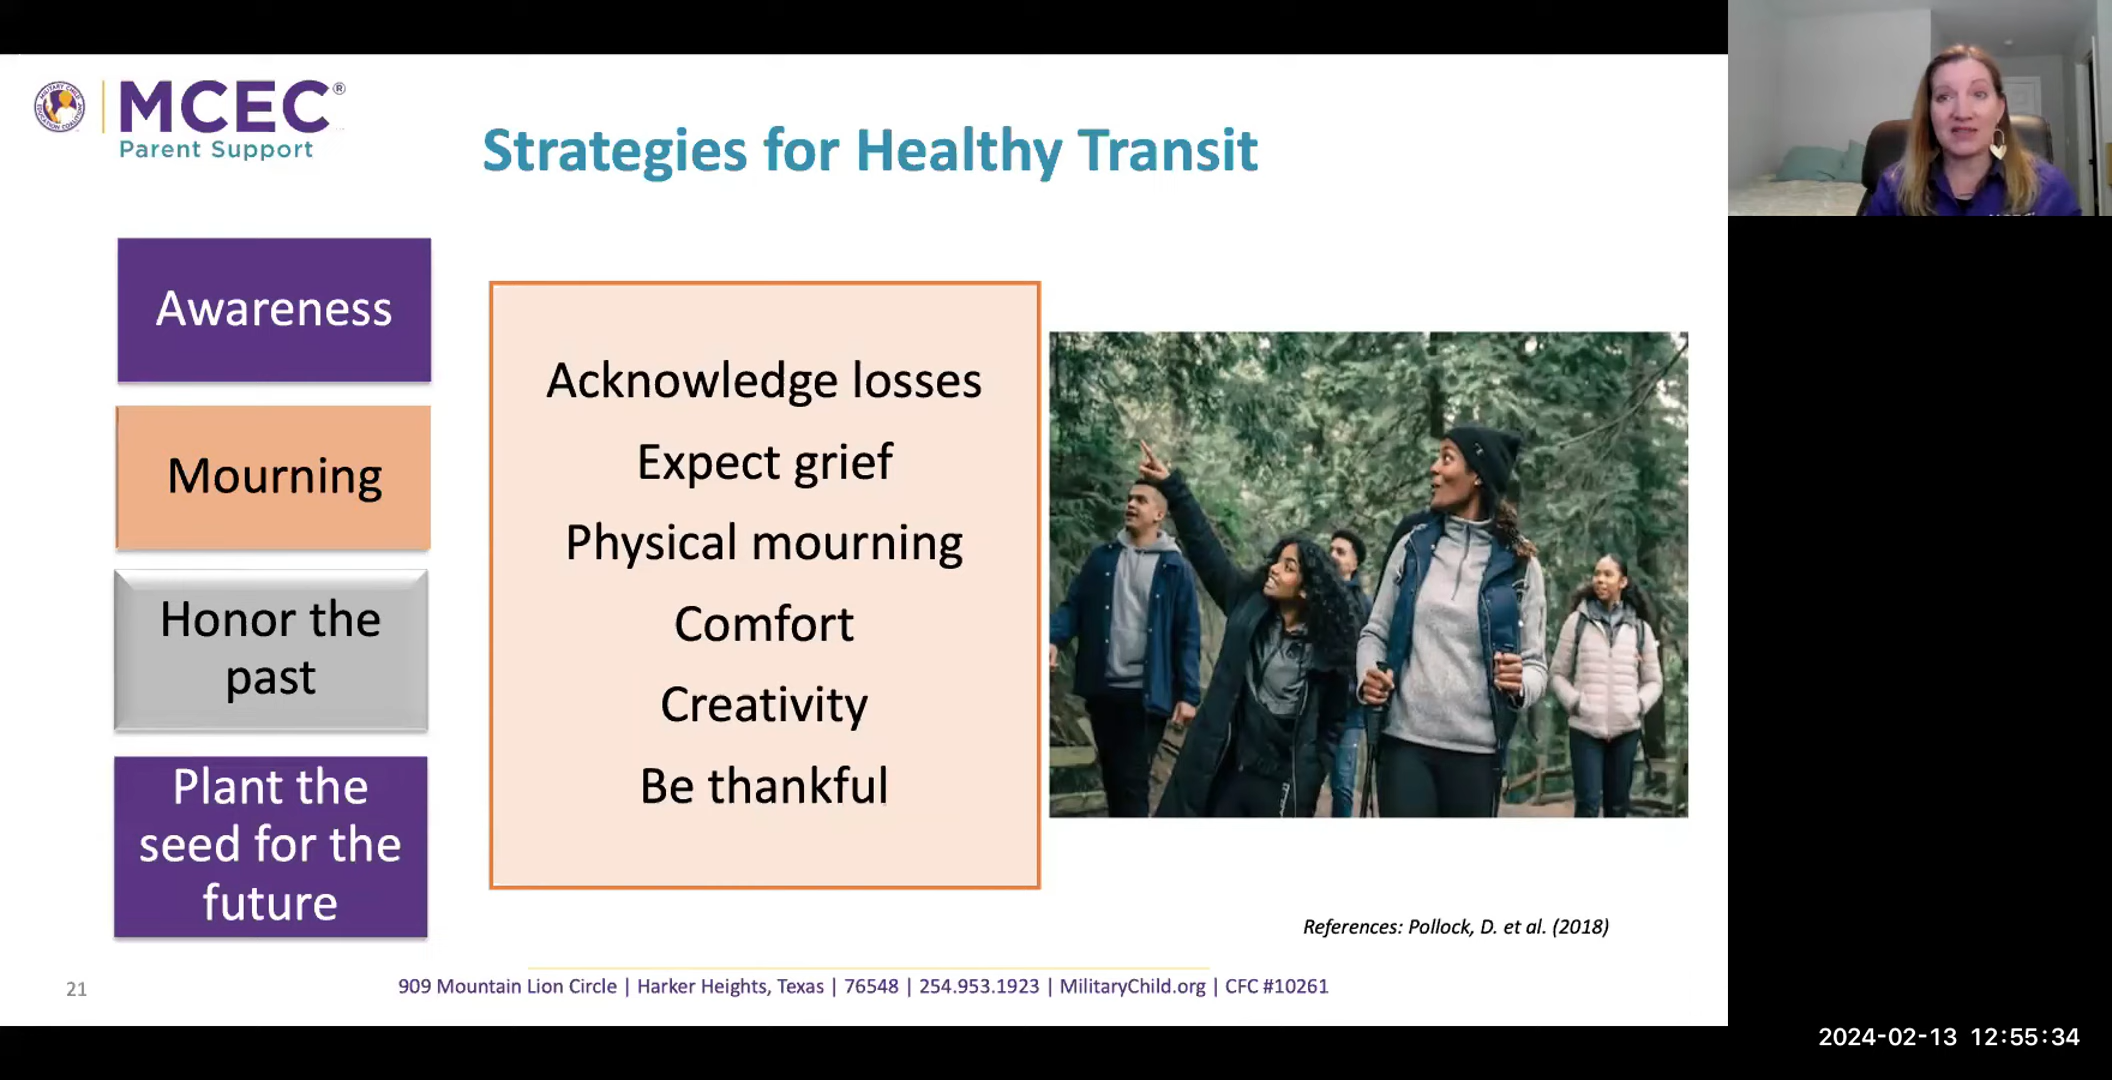 MCEC®
Parent Support
Strategies for Healthy Transit
Awareness
Mourning
Honor the
past
Plant the
seed for the
future
Acknowledge losses
Expect grief
Physical mourning
Comfort
Creativity
Be thankful
References: Pollock, D. et al. (2018)
21
909 Mountain Lion Circle | Harker Heights, Texas | 76548 | 254.953.1923 | MilitaryChild.org | CFC #10261
2024-02-13 12:55:34